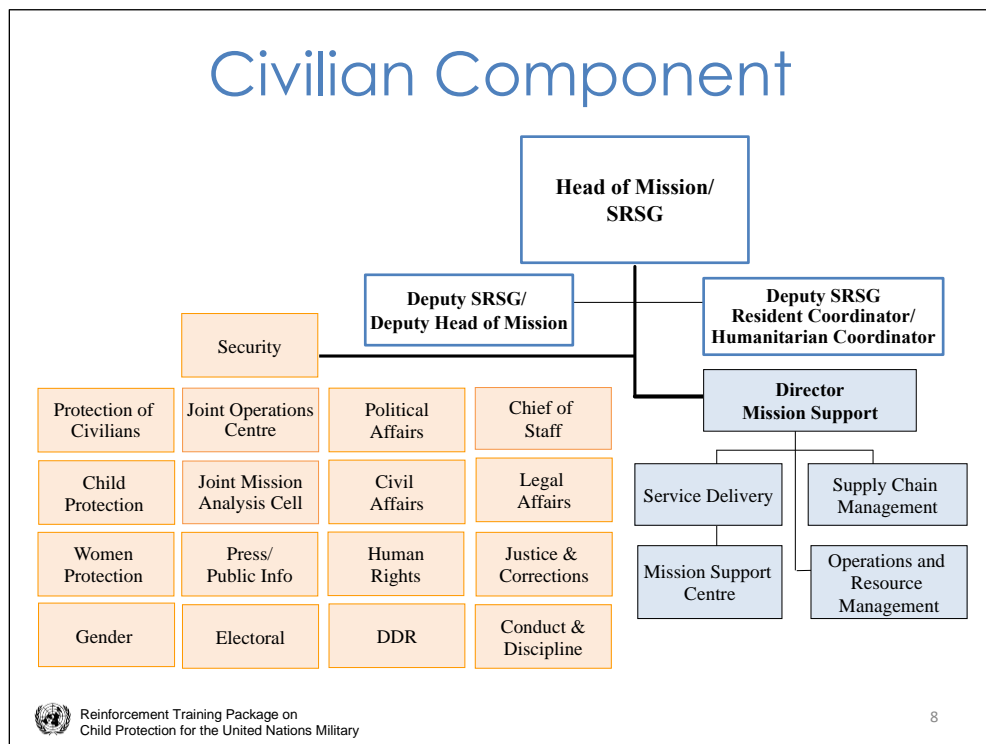 Civilian Component
Head of Mission/
SRSG
Deputy SRSG/
Deputy Head of Mission
Deputy SRSG
Resident Coordinator/
Humanitarian Coordinator
Security
Director
Mission Support
Protection of
Civilians
Joint Operations
Centre
Political
Affairs
Chief of
Staff
Child
Protection
Joint Mission
Analysis Cell
Civil
Affairs
Legal
Affairs
Service Delivery
Supply Chain
Management
Women
Protection
Press/
Public Info
Human
Rights
Justice &
Corrections
Mission Support
Centre
Operations and
Resource
Management
Gender
Electoral
DDR
Conduct &
Discipline
Reinforcement Training Package on
Child Protection for the United Nations Military
8